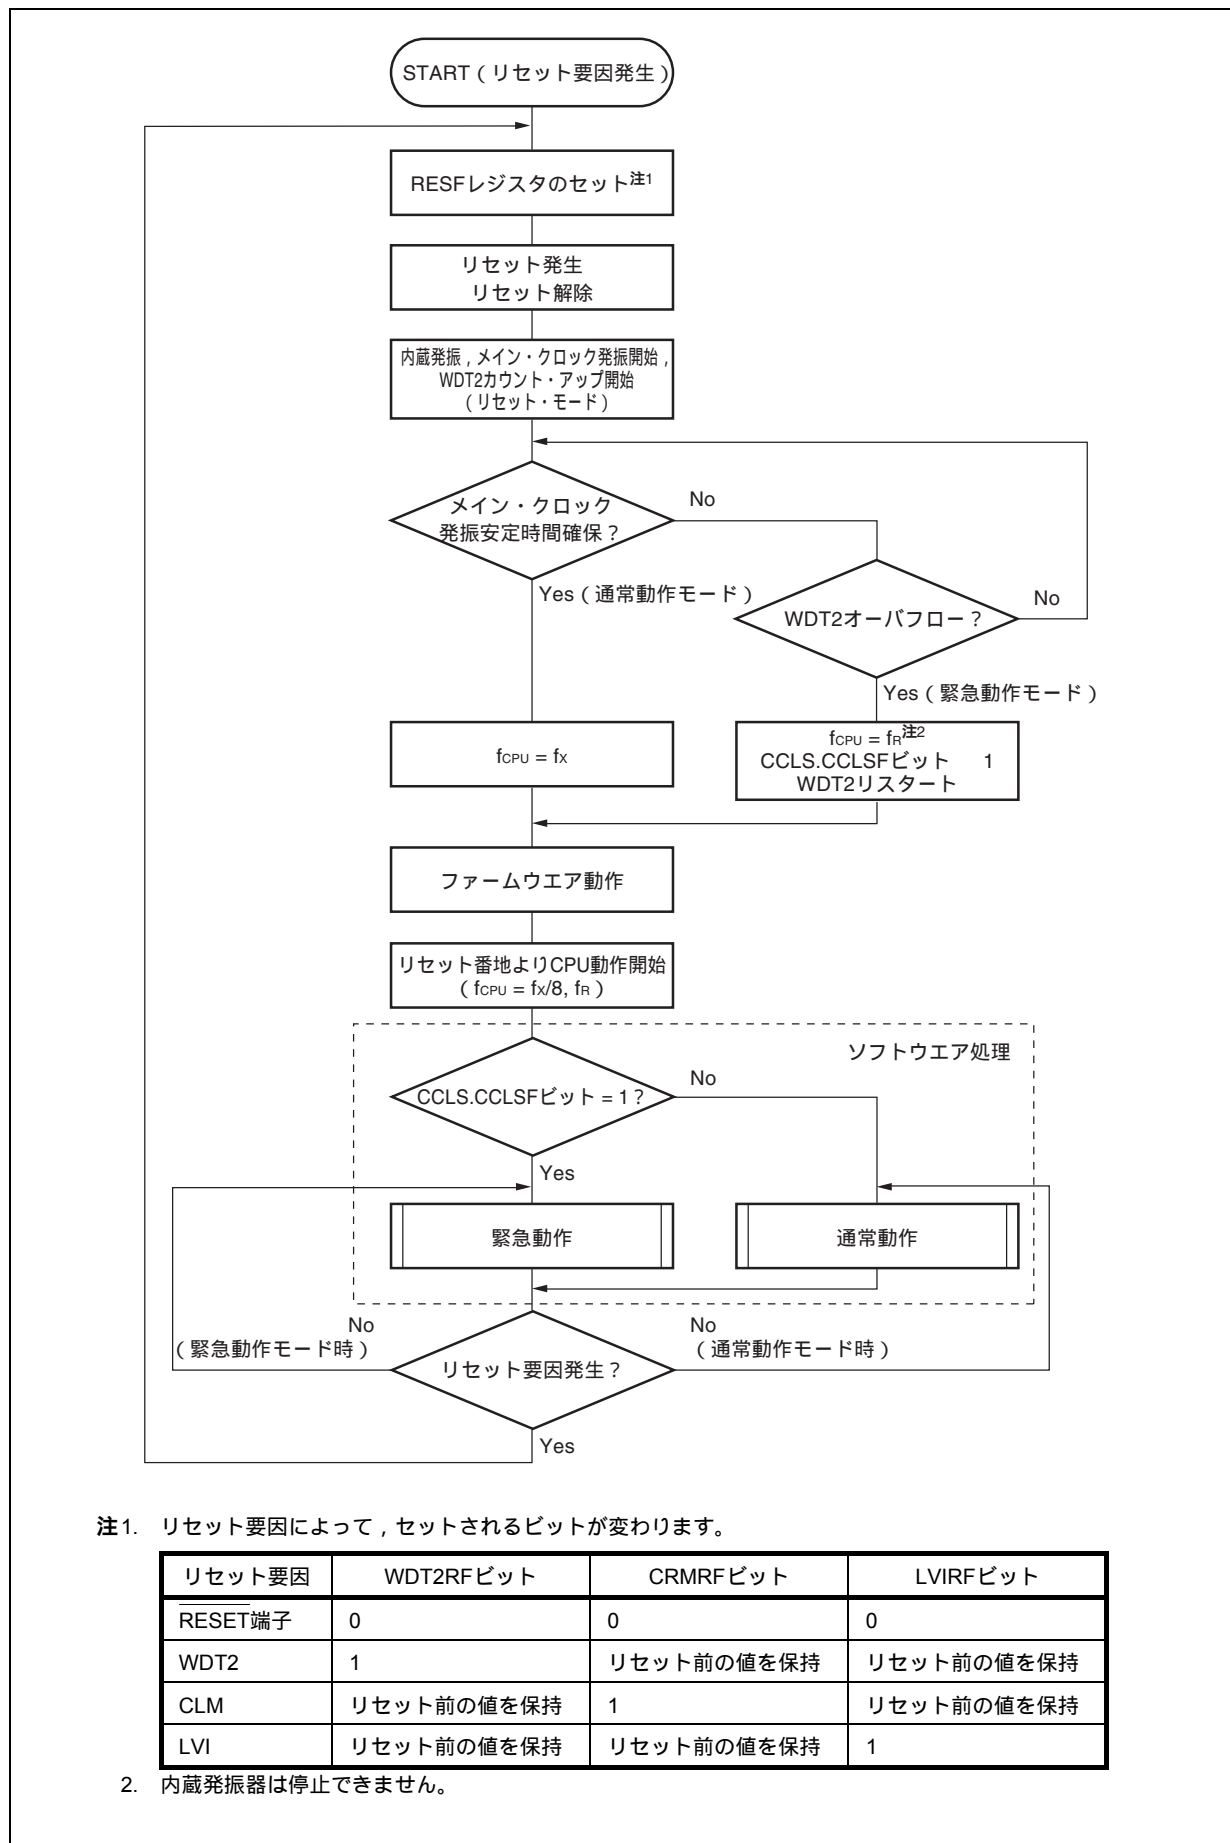 START（リセット要因発生）
RESFレジスタのセット注1
リセット発生
リセット解除
内蔵発振，メイン・クロック発振開始，
WDT2カウント・アップ開始
（リセット・モード）
メイン・クロック
発振安定時間確保？
No
Yes（通常動作モード）
WDT2オーバフロー？
No
Yes（緊急動作モード）
fCPU = fX
fCPU = fR注2
CCLS.CCLSFビット 1
WDT2リスタート
ファームウエア動作
リセット番地よりCPU動作開始
（fCPU = fX/8, fR）
ソフトウエア処理
CCLS.CCLSFビット = 1？
No
Yes
緊急動作
通常動作
No
（緊急動作モード時）
No
（通常動作モード時）
リセット要因発生？
Yes
注1. リセット要因によって，セットされるビットが変わります。
リセット要因 WDT2RFビット CRMRFビット LVIRFビット
RESET端子 0 0 0
WDT2 1 リセット前の値を保持 リセット前の値を保持
CLM リセット前の値を保持 1 リセット前の値を保持
LVI リセット前の値を保持 リセット前の値を保持 1
2. 内蔵発振器は停止できません。